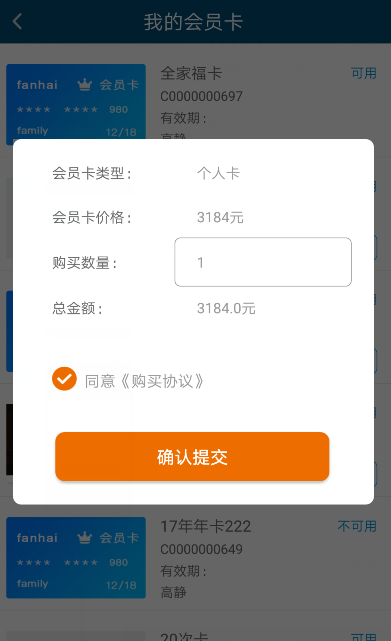 我的会员卡
fanhai 会员卡
**** **** 980
family 12/18
全家福卡 可用
C0000000697
有效期：
高静
会员卡类型： 个人卡
会员卡价格： 3184元
购买数量： 1
总金额： 3184.0元
同意《购买协议》
确认提交
fanhai 会员卡
**** **** 980
family 12/18
17年年卡222 不可用
C0000000649
有效期：
高静
20次卡 可用